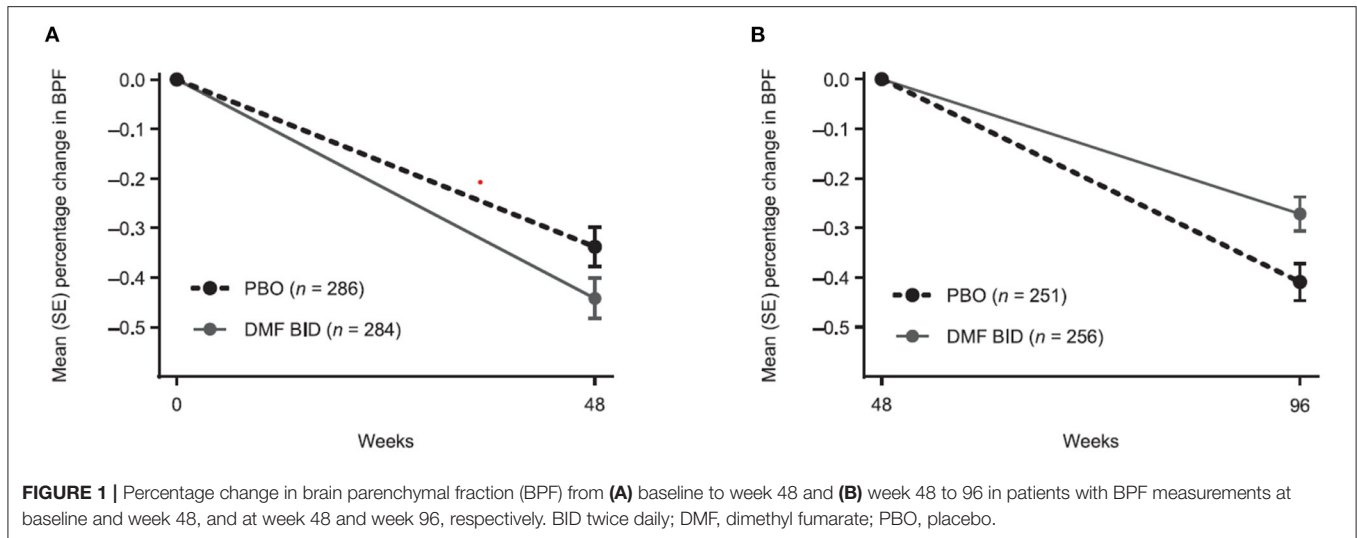 A
Mean (SE) percentage change in BPF
0.0
–0.1
–0.2
–0.3
–0.4
–0.5
PBO (n = 286)
DMF BID (n = 284)
0
48
Weeks
B
Mean (SE) percentage change in BPF
0.0
–0.1
–0.2
–0.3
–0.4
–0.5
PBO (n = 251)
DMF BID (n = 256)
48
96
Weeks
FIGURE 1 | Percentage change in brain parenchymal fraction (BPF) from (A) baseline to week 48 and (B) week 48 to 96 in patients with BPF measurements at
baseline and week 48, and at week 48 and week 96, respectively. BID twice daily; DMF, dimethyl fumarate; PBO, placebo.